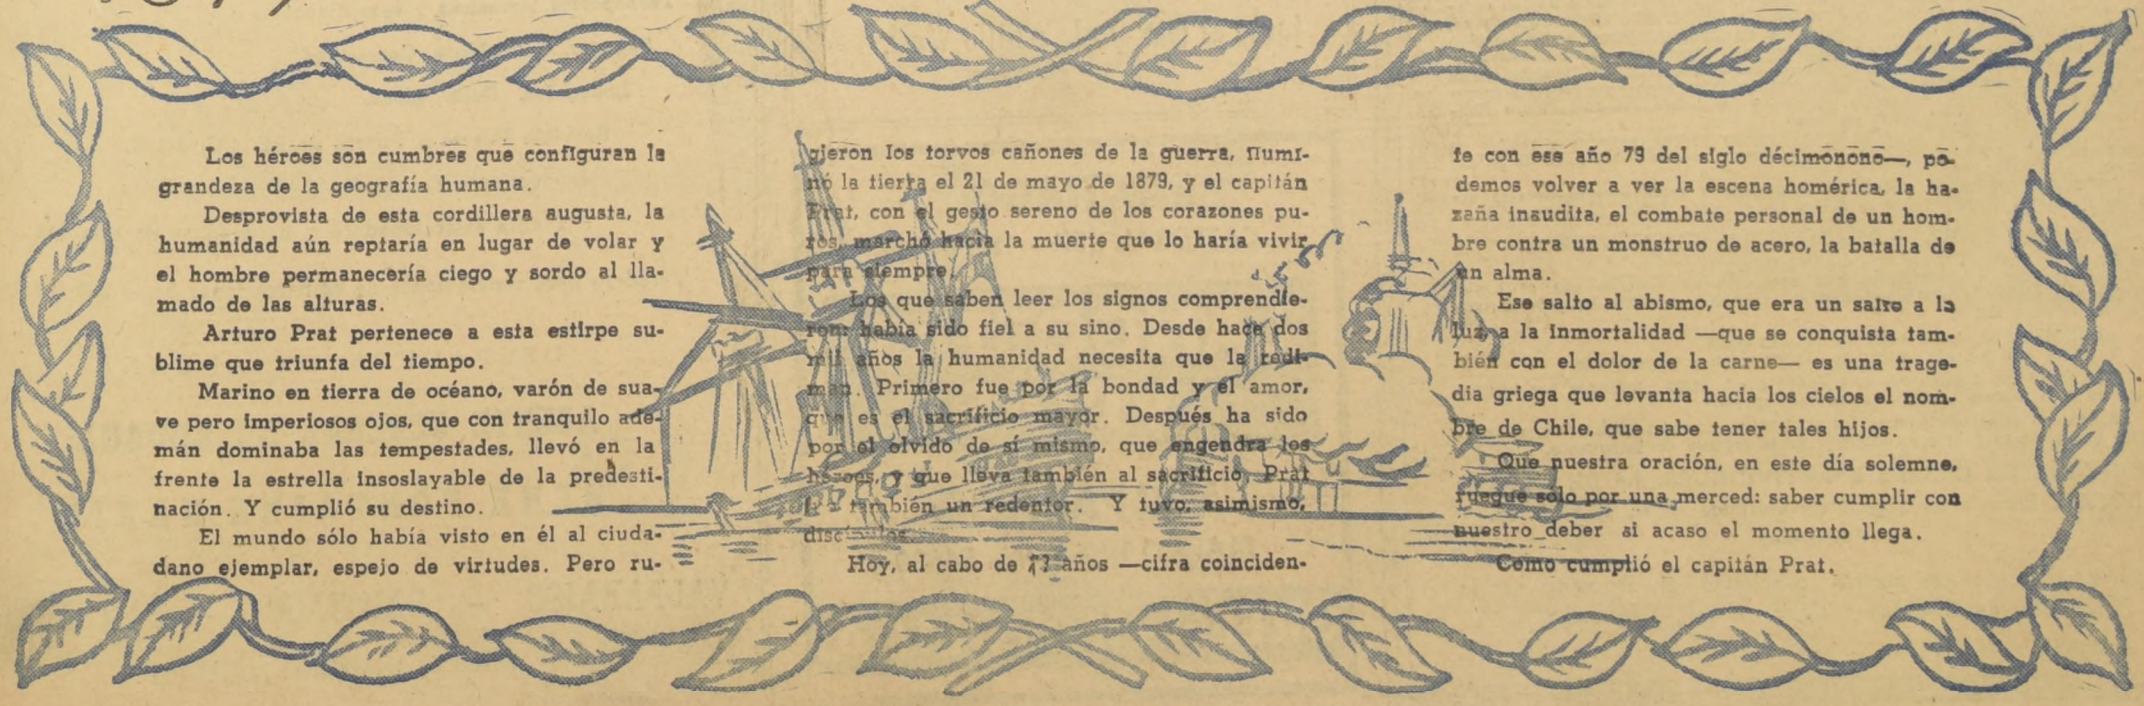 Los héroes son cumbres que configuran la
grandeza de la geografía humana.
Desprovista de esta cordillera augusta, la
humanidad aún reptaría en lugar de volar y
el hombre permanecería ciego y sordo al lla-
mado de las alturas.
Arturo Prat pertenece a esta estirpe su-
blime que triunfa del tiempo.
Marino en tierra de océano, varón de sua-
ve pero imperiosos ojos, que con tranquilo ade-
mán dominaba las tempestades, llevó en la
frente la estrella insoslayable de la predesti-
nación. Y cumplió su destino.
El mundo sólo había visto en él al ciuda-
dano ejemplar, espejo de virtudes. Pero ru-
gieron los torvos cañones de la guerra, ilumi-
nó la tierra el 21 de mayo de 1879, y el capitán
Prat, con el gesto sereno de los corazones pu-
ros, marchó hacia la muerte que lo haría vivir
para siempre.
Los que saben leer los signos comprendie-
ron: había sido fiel a su sino. Desde hace dos
mil años la humanidad necesita que la redi-
man. Primero fue por la bondad y el amor,
que es el sacrificio mayor. Después ha sido
por el olvido de sí mismo, que engendra los
héroes, y que lleva también al sacrificio. Prat
también un redentor. Y tuvo, asimismo,
discípulos.
Hoy, al cabo de años —cifra coinciden-
te con ese año 79 del siglo décimonono—, po-
demos volver a ver la escena homérica, la ha-
zaña insudita, el combate personal de un hom-
bre contra un monstruo de acero, la batalla de
un alma.
Ese salto al abismo, que era un salto a la
luz, a la inmortalidad —que se conquista tam-
bién con el dolor de la carne— es una trage-
dia griega que levanta hacia los cielos el nom-
bre de Chile, que sabe tener tales hijos.
Que nuestra oración, en este día solemne,
ruegue sólo por una merced: saber cumplir con
nuestro deber si acaso el momento llega.
Como cumplió el capitán Prat.